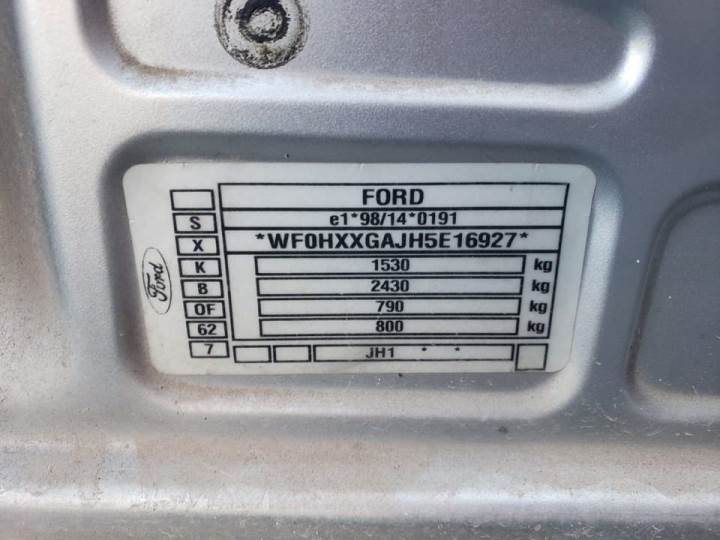 FORD
S e1*98/14*0191
X *WF0HXXGAJH5E16927*
K 1530 kg
B 2430 kg
OF 790 kg
62 800 kg
7 JH1 * *
Ford